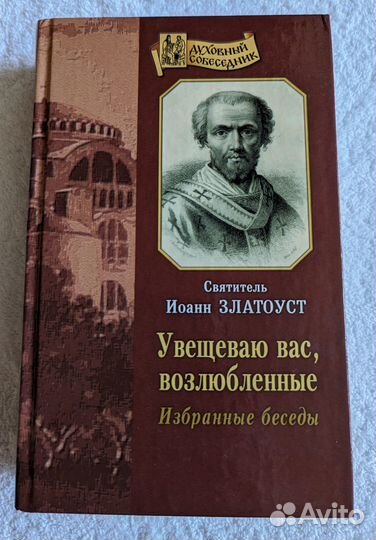 ДУХОВНЫЙ
СОБЕСЕДНИК
Святитель
Иоанн ЗЛАТОУСТ
Увещеваю вас,
возлюбленные
Избранные беседы
Avito